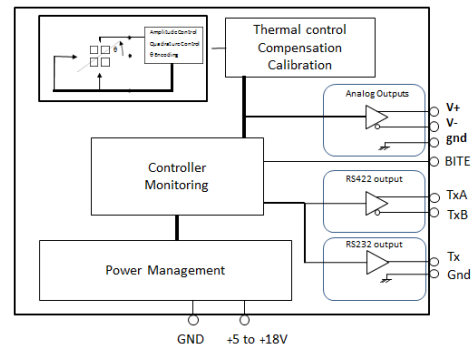 Amplitude Control
Quadrature Control
θ Encoding
θ
Thermal control
Compensation
Calibration
Analog Outputs
V+
V-
gnd
BITE
Controller
Monitoring
RS422 output
TxA
TxB
RS232 output
Tx
Gnd
Power Management
GND
+5 to +18V